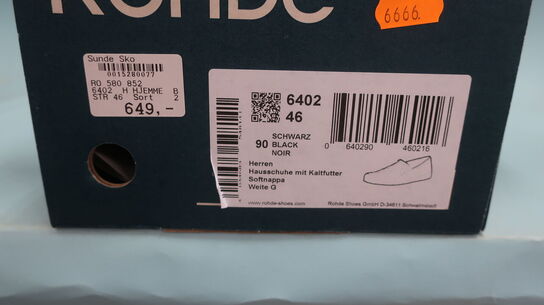 ROHDE
6666.
Sunde Sko
0015280077
RO 580 852
6402 H HJEMME B
STR 46 Sort 2
649,-
6402
46
90 SCHWARZ
BLACK
NOIR
0 640290 460216
Herren
Hausschuhe mit Kaltfutter
Softnappa
Weite G
www.rohde-shoes.com
Rohde Shoes GmbH D-34611 Schwalmstadt